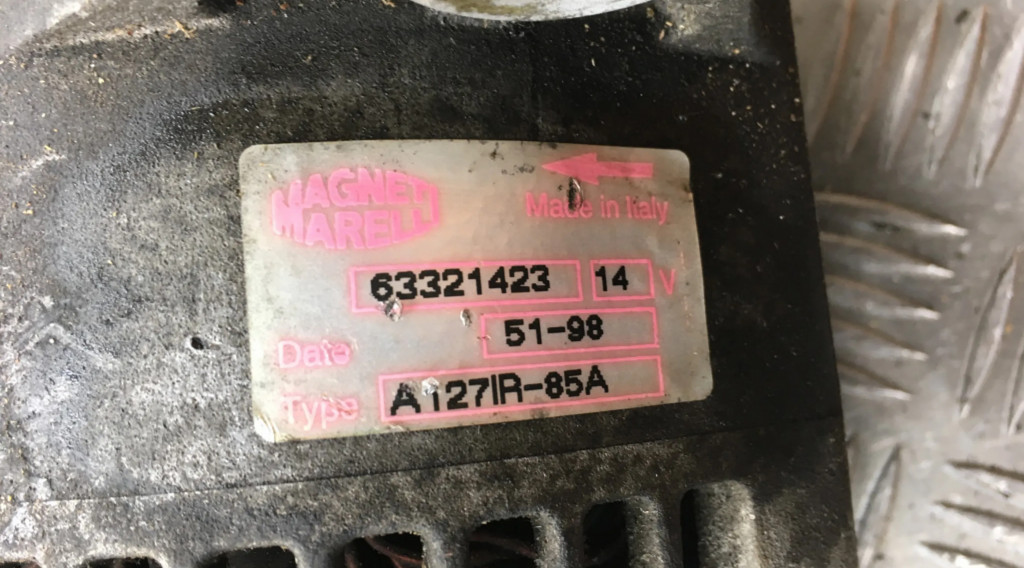 MAGNETI
MARELLI
Made in Italy
63321423 14 V
51-98
Date
A127IR-85A
Type